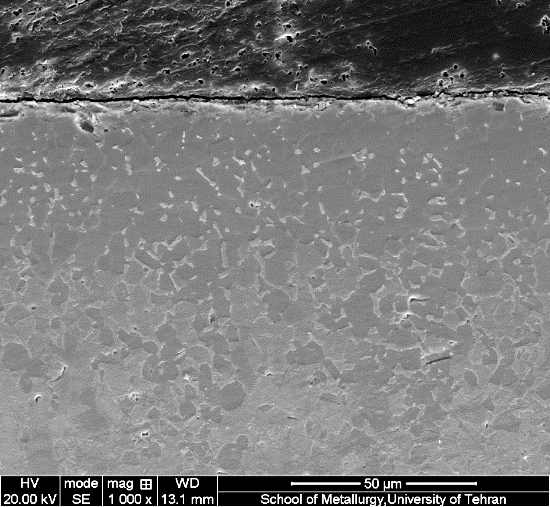 HV mode mag ⊞ WD 50 µm
20.00 kV SE 1 000 x 13.1 mm School of Metallurgy,University of Tehran